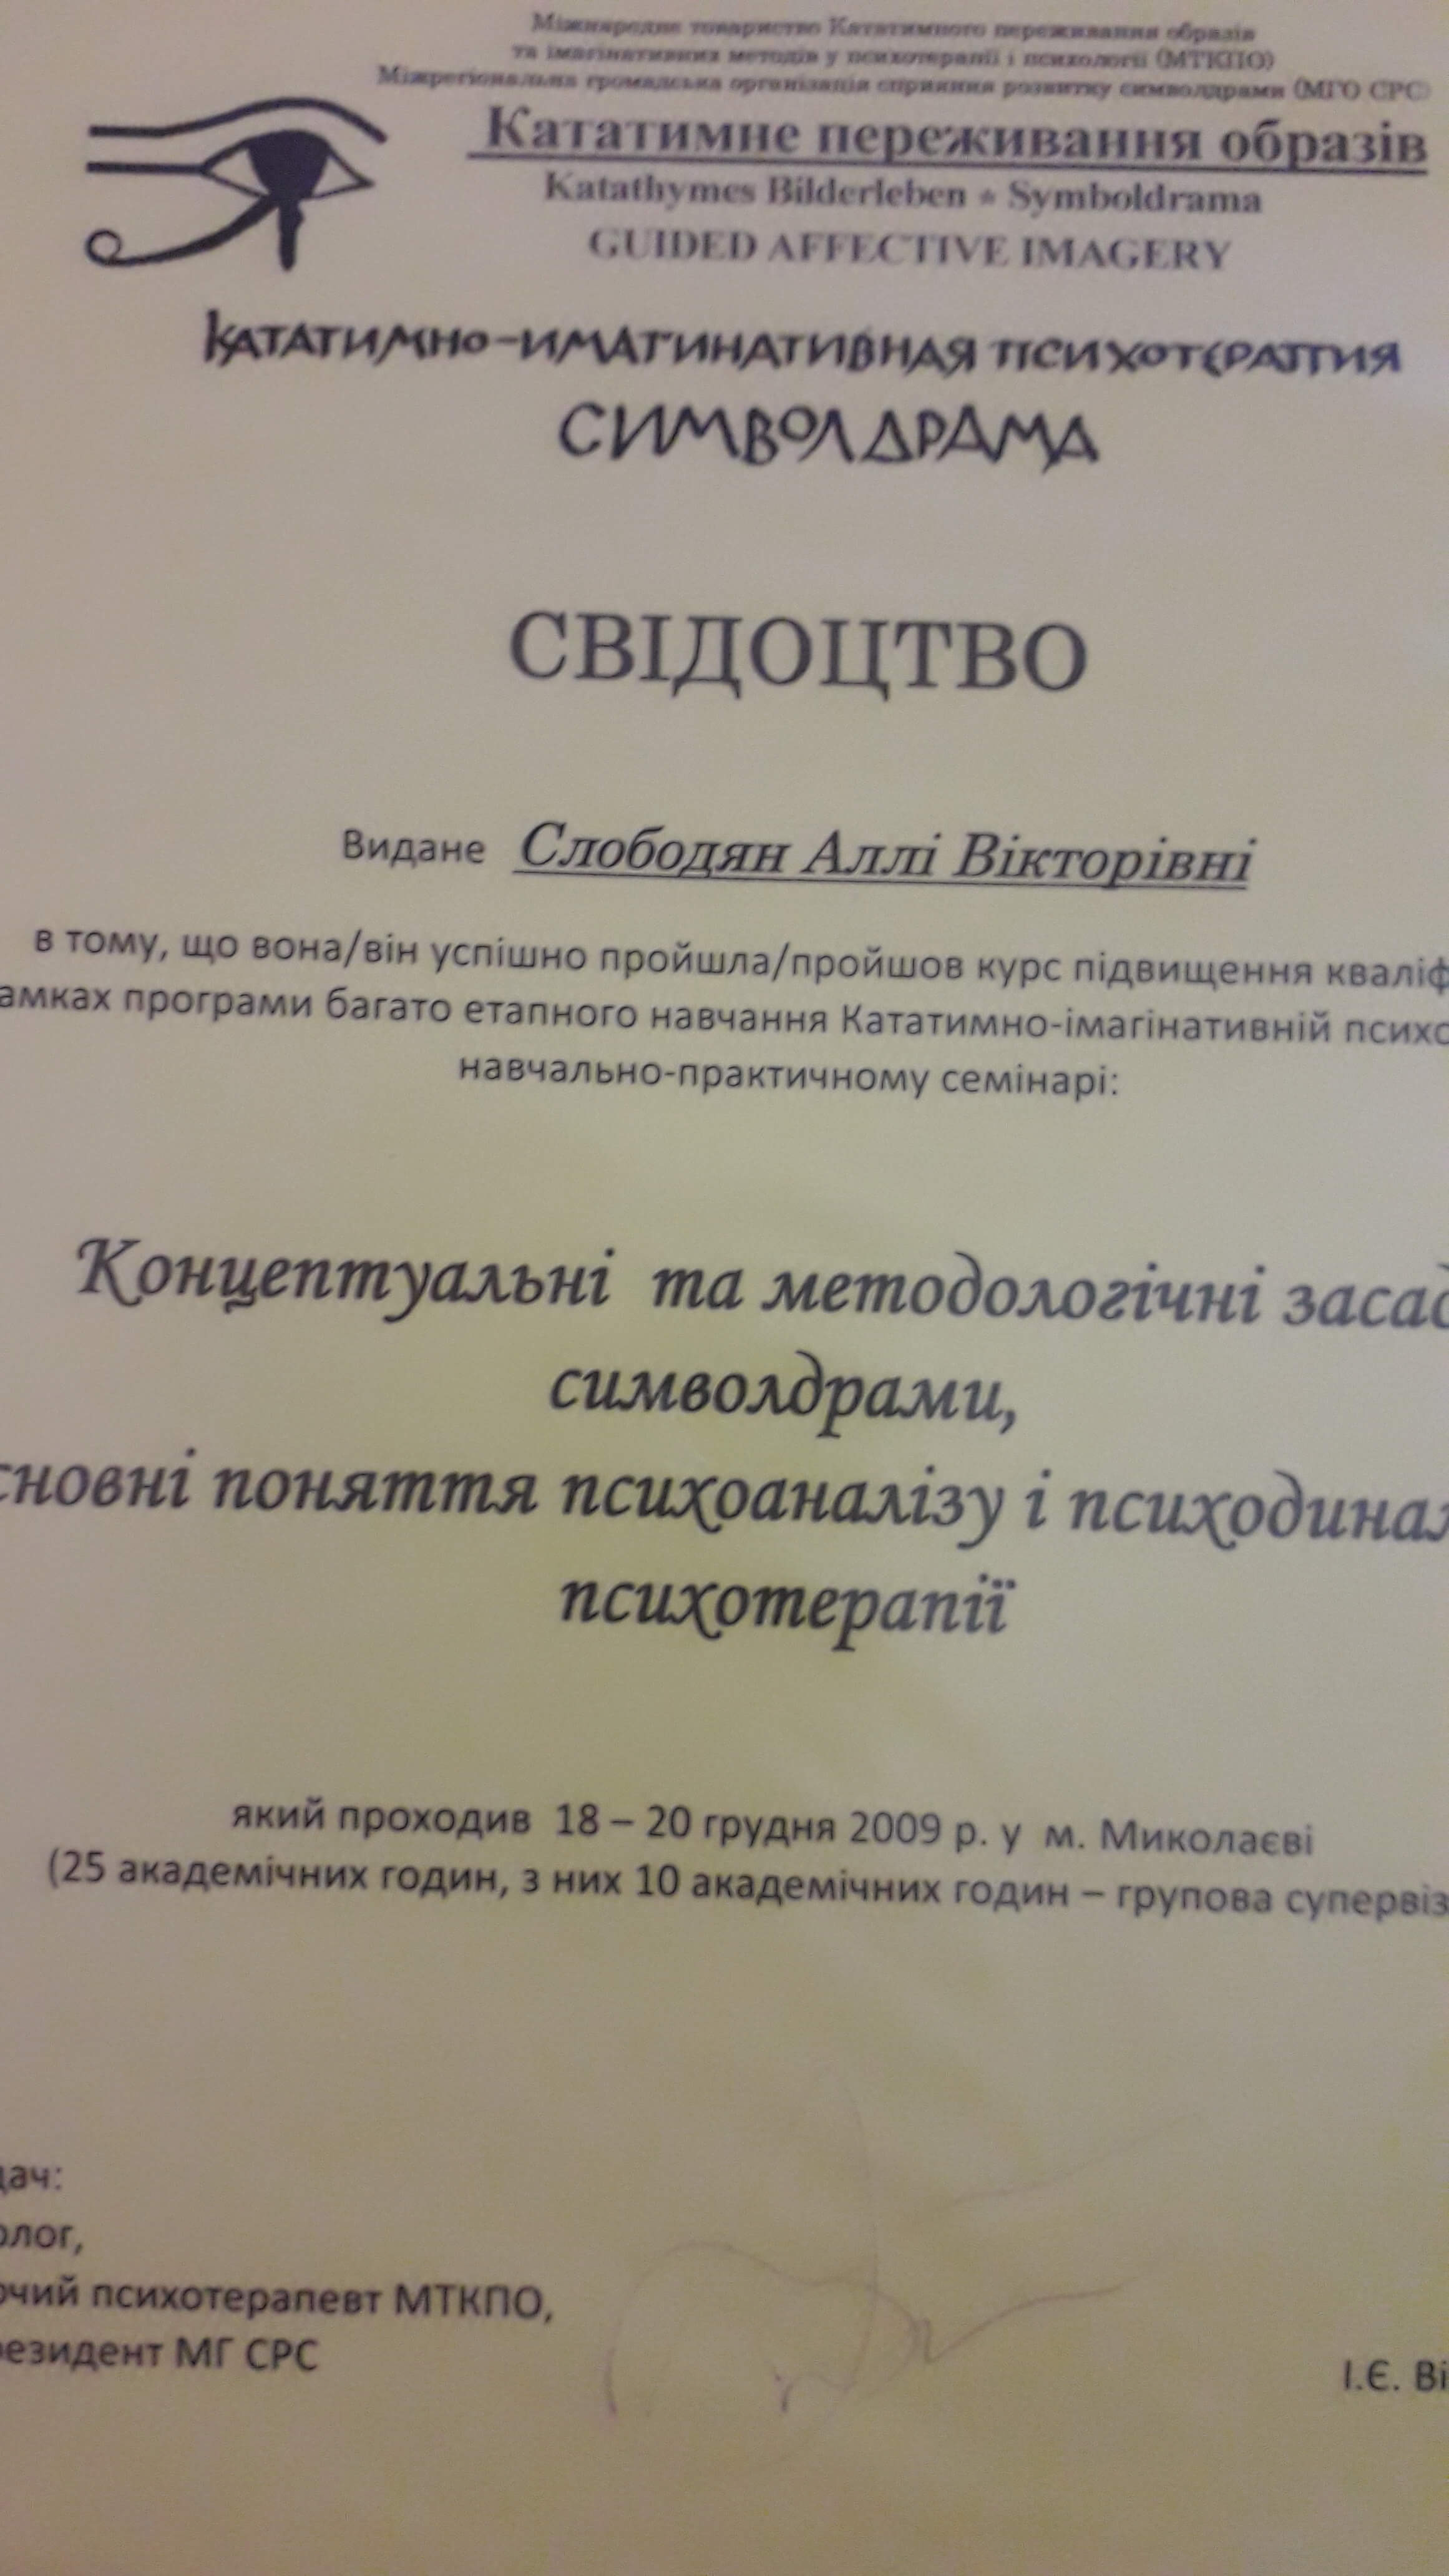 Міжнародне товариство Кататимного переживання образів
та імагінативних методів у психотерапії і психології (МТКПО)
Міжрегіональна громадська організація сприяння розвитку символдрами (МГО СРС)
Кататимне переживання образів
Katathymes Bilderleben * Symboldrama
GUIDED AFFECTIVE IMAGERY
КАТАТИМНО-ИМАГИНАТИВНАЯ ПСИХОТЕРАПИЯ
СИМВОЛДРАМА
СВІДОЦТВО
Видане Слободян Аллі Вікторівні
в тому, що вона/він успішно пройшла/пройшов курс підвищення кваліф
амках програми багато етапного навчання Кататимно-імагінативній психо
навчально-практичному семінарі:
Концептуальні та методологічні засад
символдрами,
сновні поняття психоаналізу і психодинам
психотерапії
який проходив 18 – 20 грудня 2009 р. у м. Миколаєві
(25 академічних годин, з них 10 академічних годин – групова супервіз
дач:
олог,
очий психотерапевт МТКПО,
резидент МГ СРС
І.Є. Ві